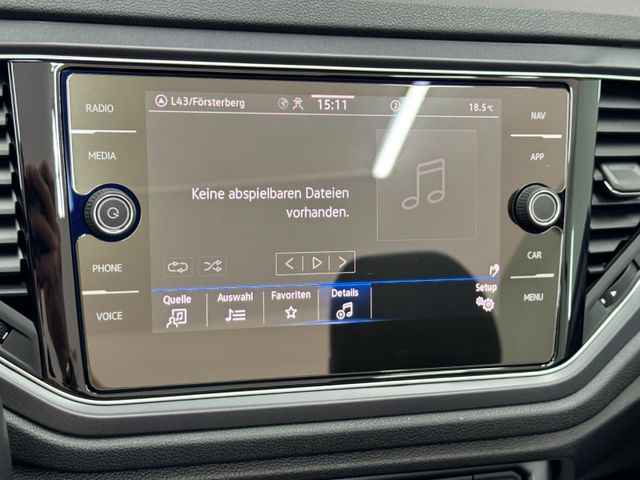 RADIO
MEDIA
PHONE
VOICE
L43/Försterberg
15:11
2
18.5°C
Keine abspielbaren Dateien
vorhanden.
Quelle
Auswahl
Favoriten
Details
Setup
NAV
APP
CAR
MENU